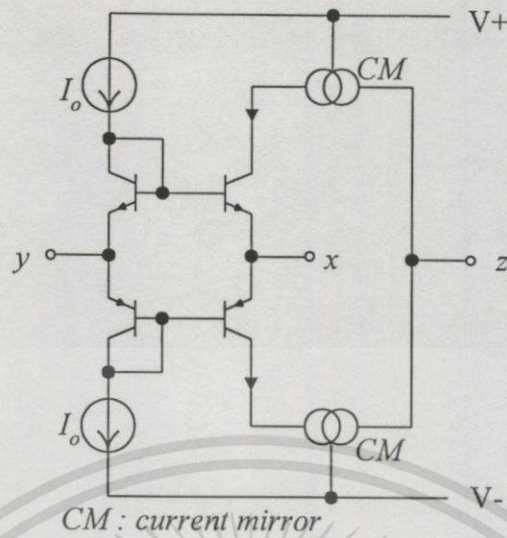 V+
CM
I_o
y
x
z
I_o
CM
V-
CM : current mirror